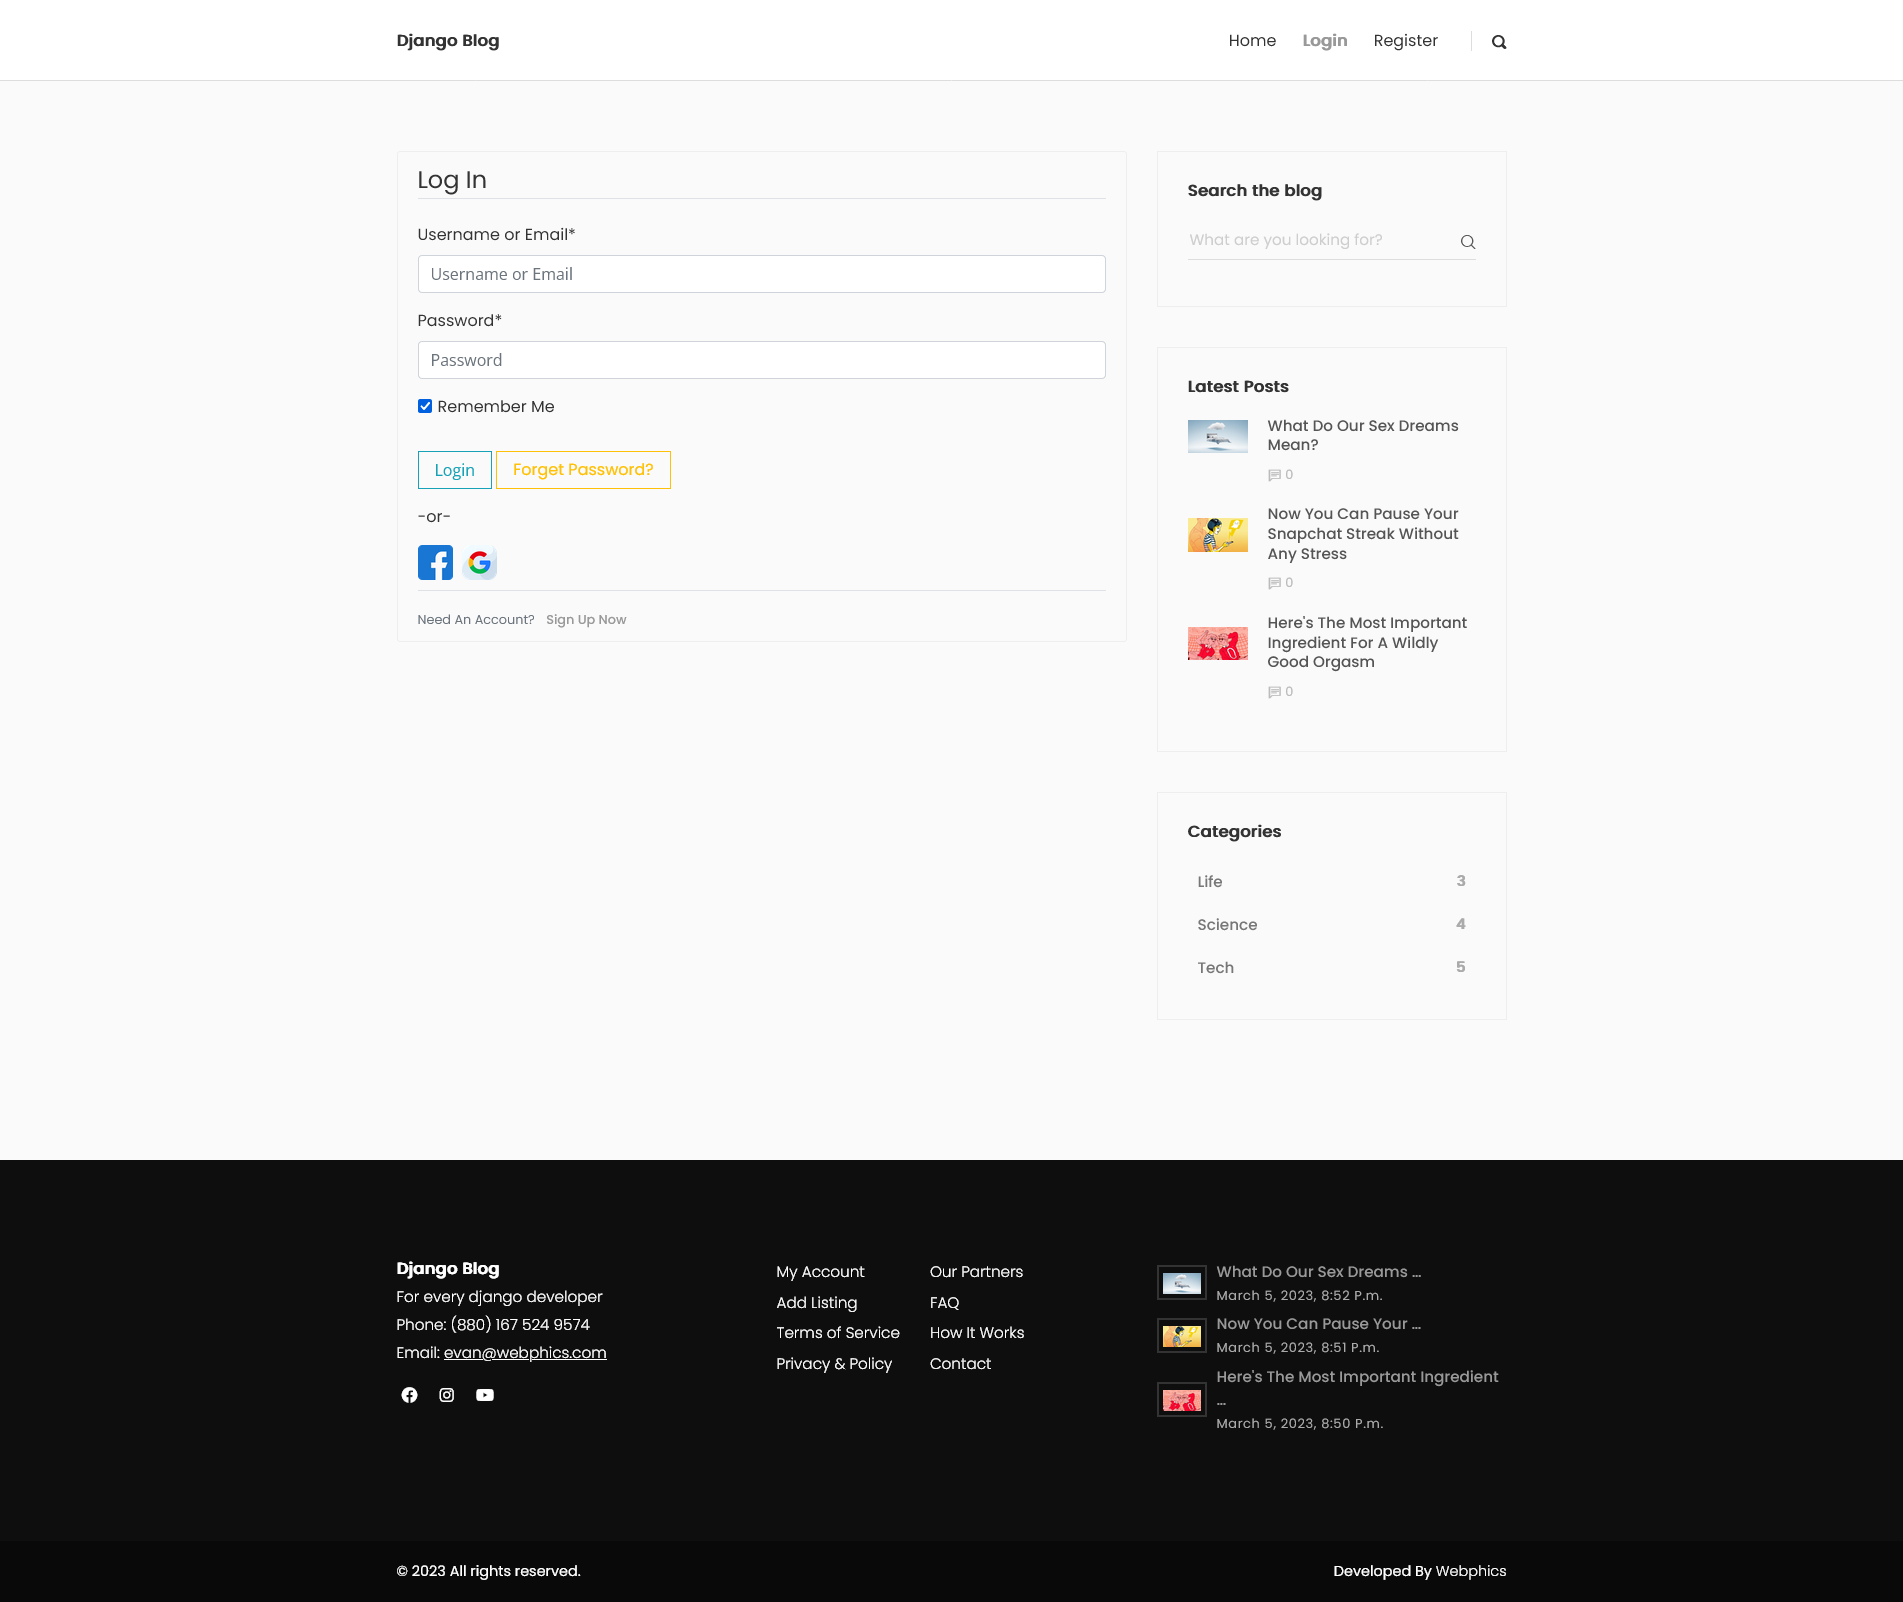 Django Blog
Home
Login
Register
Log In
Username or Email*
Username or Email
Password*
Password
Remember Me
Login
Forget Password?
-or-
Need An Account? Sign Up Now
Search the blog
What are you looking for?
Latest Posts
What Do Our Sex Dreams
Mean?
0
Now You Can Pause Your
Snapchat Streak Without
Any Stress
0
Here's The Most Important
Ingredient For A Wildly
Good Orgasm
0
Categories
Life 3
Science 4
Tech 5
Django Blog
For every django developer
Phone: (880) 167 524 9574
Email: evan@webphics.com
My Account
Add Listing
Terms of Service
Privacy & Policy
Our Partners
FAQ
How It Works
Contact
What Do Our Sex Dreams ...
March 5, 2023, 8:52 P.m.
Now You Can Pause Your ...
March 5, 2023, 8:51 P.m.
Here's The Most Important Ingredient
...
March 5, 2023, 8:50 P.m.
© 2023 All rights reserved.
Developed By Webphics